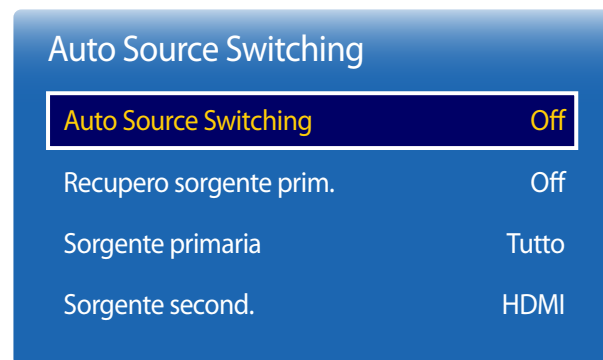 Auto Source Switching
Auto Source Switching Off
Recupero sorgente prim. Off
Sorgente primaria Tutto
Sorgente second. HDMI